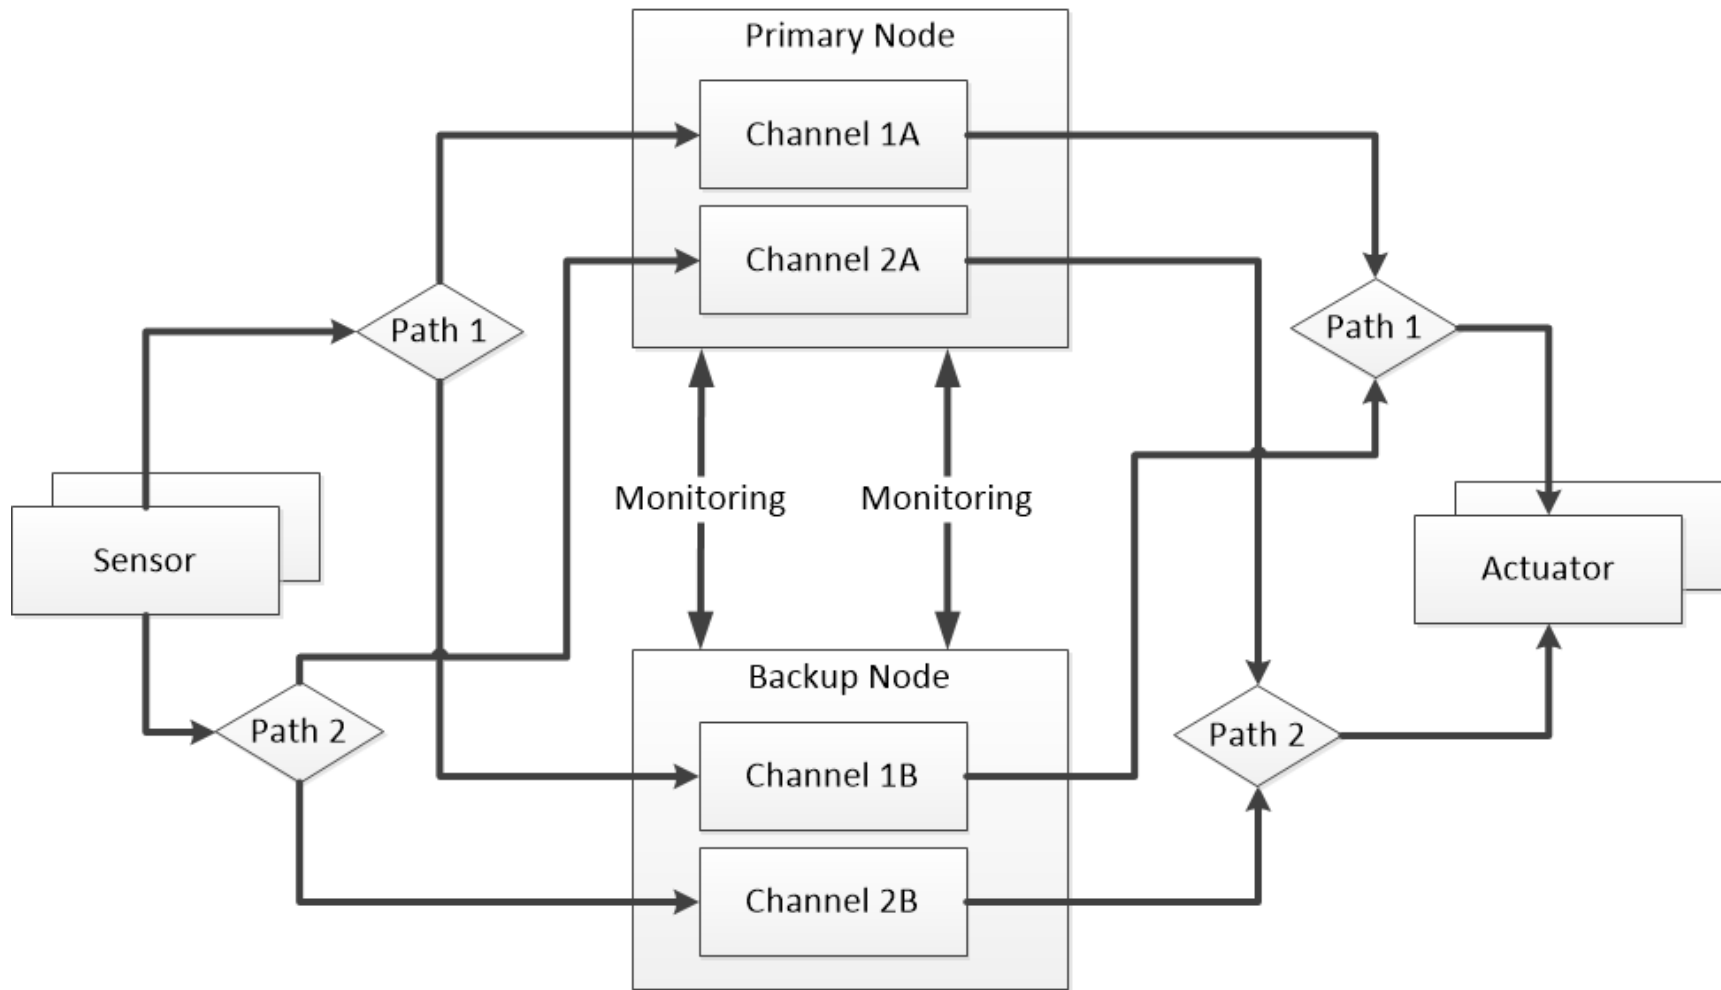 Primary Node
Channel 1A
Channel 2A
Path 1
Path 1
Monitoring
Monitoring
Sensor
Actuator
Backup Node
Path 2
Path 2
Channel 1B
Channel 2B